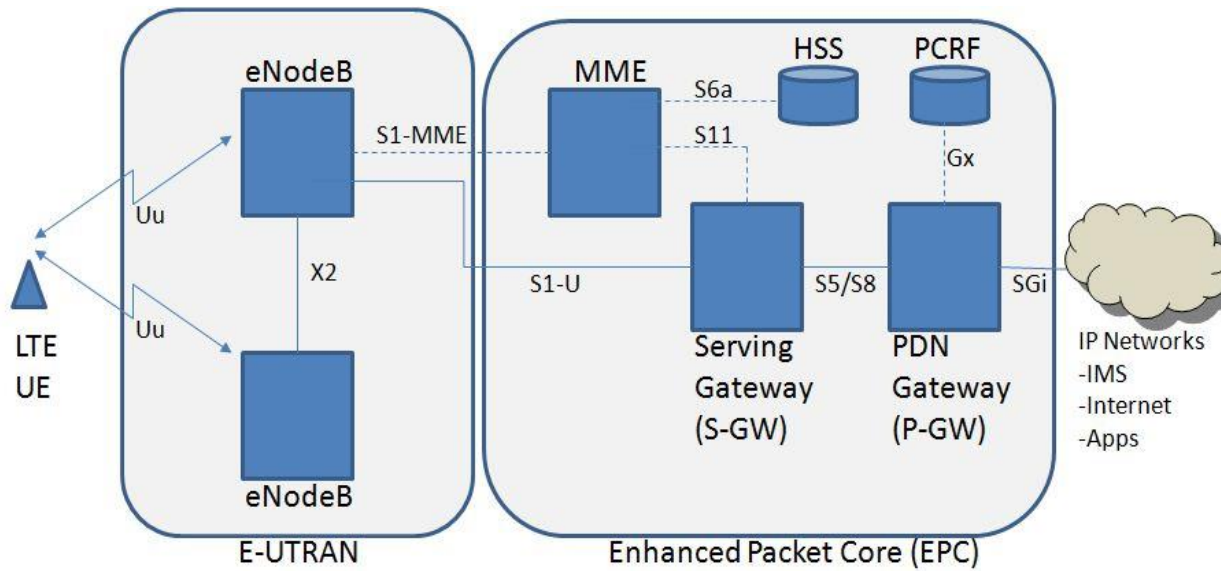 eNodeB
MME
HSS
PCRF
S6a
S1-MME
S11
Gx
Uu
X2
S1-U
S5/S8
SGi
Uu
LTE
UE
Serving
Gateway
(S-GW)
PDN
Gateway
(P-GW)
IP Networks
-IMS
-Internet
-Apps
eNodeB
E-UTRAN
Enhanced Packet Core (EPC)